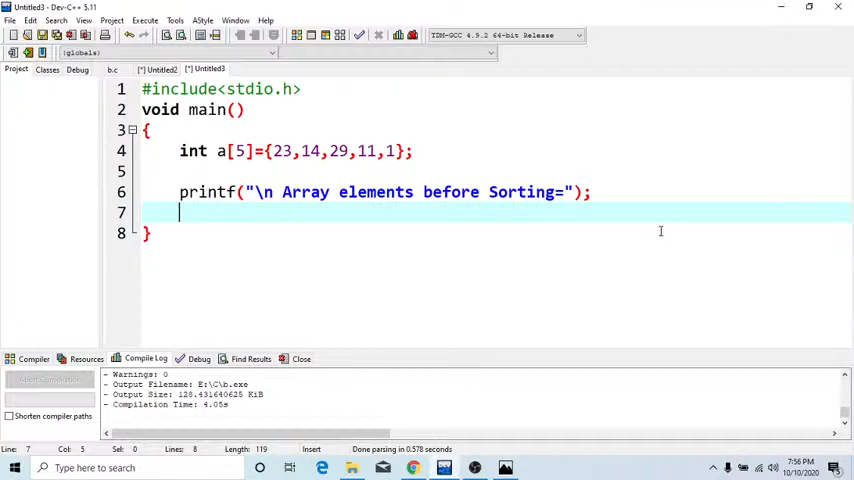 Untitled3 - Dev-C++ 5.11
File Edit Search View Project Execute Tools AStyle Window Help
TDM-GCC 4.9.2 64-bit Release
(globals)
Project Classes Debug b.c [*] Untitled2 [*] Untitled3
1 #include<stdio.h>
2 void main()
3 {
4 int a[5]={23,14,29,11,1};
5
6 printf("\n Array elements before Sorting=");
7
8 }
Compiler Resources Compile Log Debug Find Results Close
Abort Compilation
Shorten compiler paths
- Warnings: 0
- Output Filename: E:\C\b.exe
- Output Size: 128.431640625 KiB
- Compilation Time: 4.05s
Line: 7 Col: 5 Sel: 0 Lines: 8 Length: 119 Insert Done parsing in 0.578 seconds
Type here to search
7:56 PM
10/10/2020
5